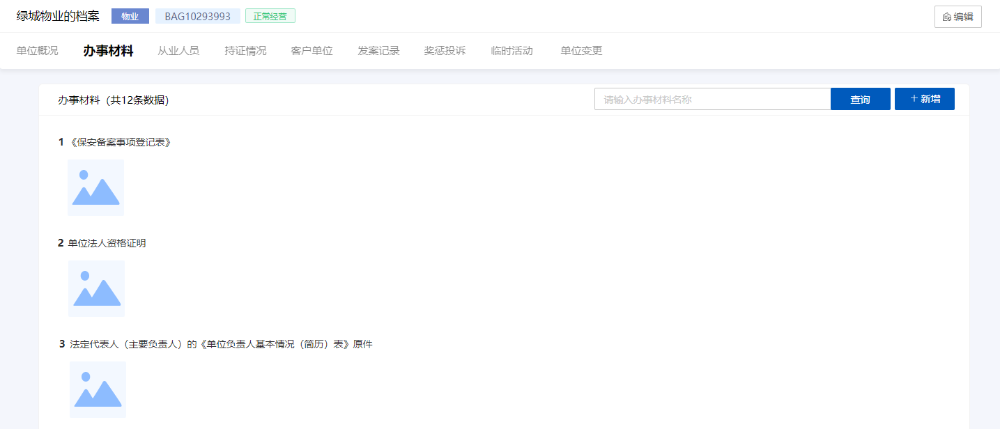 绿城物业的档案 物业 BAG10293993 正常经营 编辑
单位概况 办事材料 从业人员 持证情况 客户单位 发案记录 奖惩投诉 临时活动 单位变更
办事材料（共12条数据） 请输入办事材料名称 查询 + 新增
1 《保安备案事项登记表》
2 单位法人资格证明
3 法定代表人（主要负责人）的《单位负责人基本情况（简历）表》原件